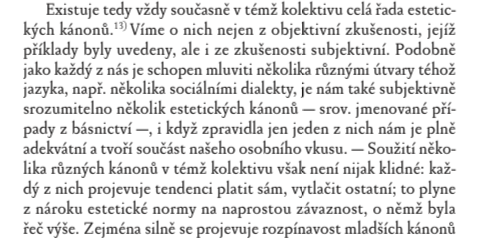 Existuje tedy vždy současně v témž kolektivu celá řada estetic-
kých kánonů.¹³⁾ Víme o nich nejen z objektivní zkušenosti, jejíž
příklady byly uvedeny, ale i ze zkušenosti subjektivní. Podobně
jako každý z nás je schopen mluviti několika různými útvary téhož
jazyka, např. několika sociálními dialekty, je nám také subjektivně
srozumitelno několik estetických kánonů — srov. jmenované pří-
pady z básnictví —, i když zpravidla jen jeden z nich nám je plně
adekvátní a tvoří součást našeho osobního vkusu. — Soužití něko-
lika různých kánonů v témž kolektivu však není nijak klidné: kaž-
dý z nich projevuje tendenci platit sám, vytlačit ostatní; to plyne
z nároku estetické normy na naprostou závaznost, o němž byla
řeč výše. Zejména silně se projevuje rozpínavost mladších kánonů